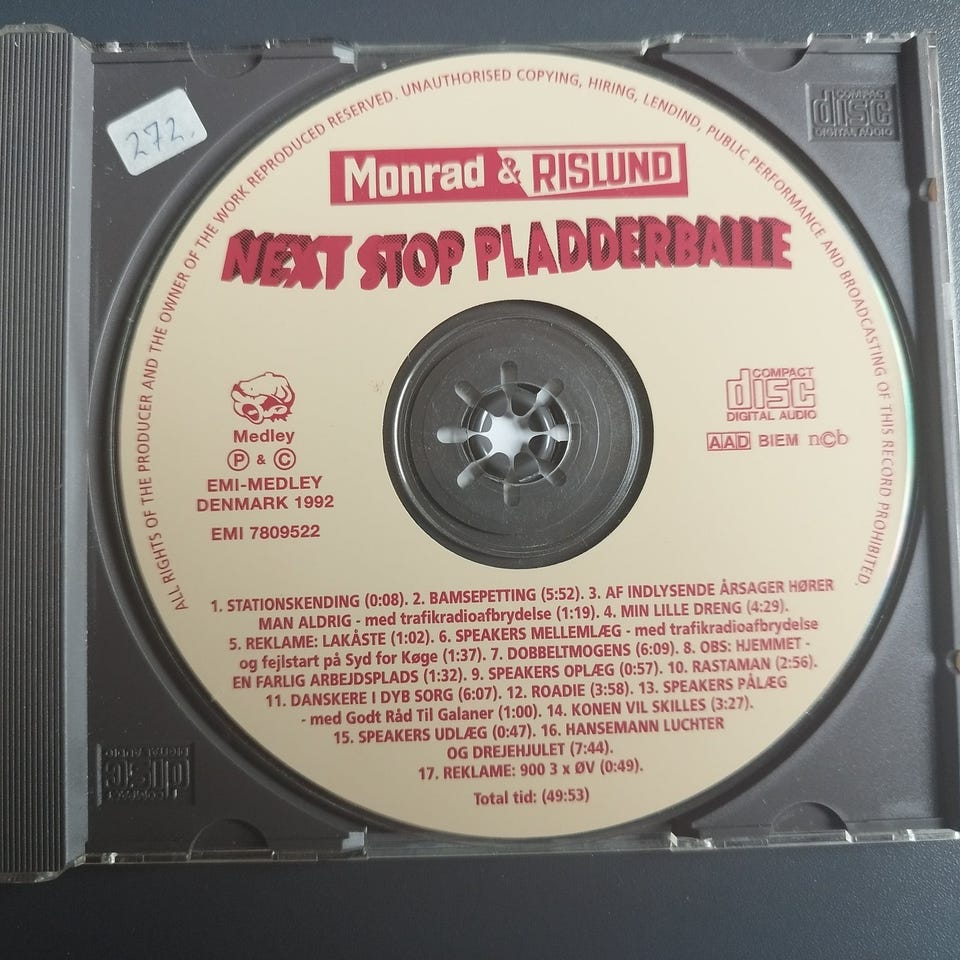 272.
COMPACT
disc
DIGITAL AUDIO
ALL RIGHTS OF THE PRODUCER AND THE OWNER OF THE WORK REPRODUCED RESERVED. UNAUTHORISED COPYING, HIRING, LENDIND, PUBLIC PERFORMANCE AND BROADCASTING OF THIS RECORD PROHIBITED.
Monrad & RISLUND
NEXT STOP PLADDERBALLE
Medley
Ⓟ & Ⓒ
EMI-MEDLEY
DENMARK 1992
EMI 7809522
COMPACT
disc
DIGITAL AUDIO
AAD BIEM nCb
1. STATIONSKENDING (0:08). 2. BAMSEPETTING (5:52). 3. AF INDLYSENDE ÅRSAGER HØRER
MAN ALDRIG - med trafikradioafbrydelse (1:19). 4. MIN LILLE DRENG (4:29).
5. REKLAME: LAKÅSTE (1:02). 6. SPEAKERS MELLEMLÆG - med trafikradioafbrydelse
og fejlstart på Syd for Køge (1:37). 7. DOBBELTMOGENS (6:09). 8. OBS: HJEMMET -
EN FARLIG ARBEJDSPLADS (1:32). 9. SPEAKERS OPLÆG (0:57). 10. RASTAMAN (2:56).
11. DANSKERE I DYB SORG (6:07). 12. ROADIE (3:58). 13. SPEAKERS PÅLÆG
- med Godt Råd Til Galaner (1:00). 14. KONEN VIL SKILLES (3:27).
15. SPEAKERS UDLÆG (0:47). 16. HANSEMANN LUCHTER
OG DREJEHJULET (7:44).
17. REKLAME: 900 3 x ØV (0:49).
Total tid: (49:53)
COMPACT
disc
DIGITAL AUDIO